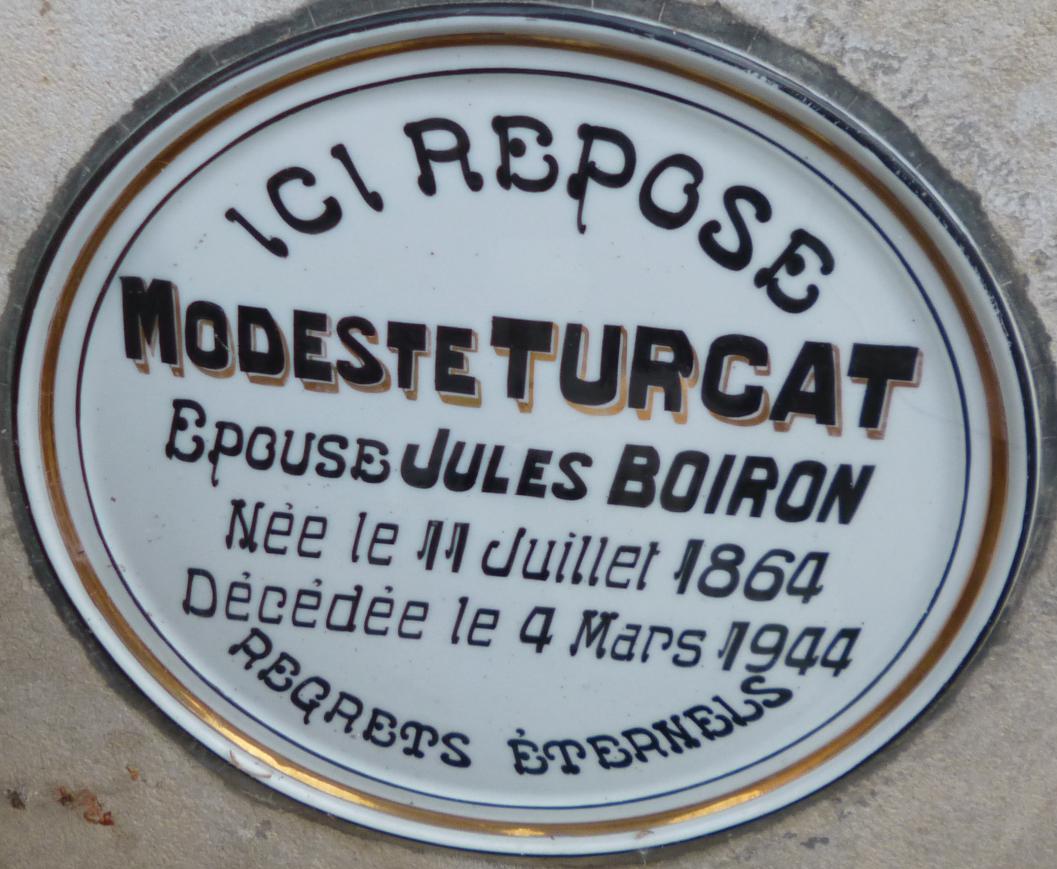 ICI REPOSE
MODESTE TURCAT
EPOUSE JULES BOIRON
Née le 11 Juillet 1864
Décédée le 4 Mars 1944
REGRETS ÉTERNELS